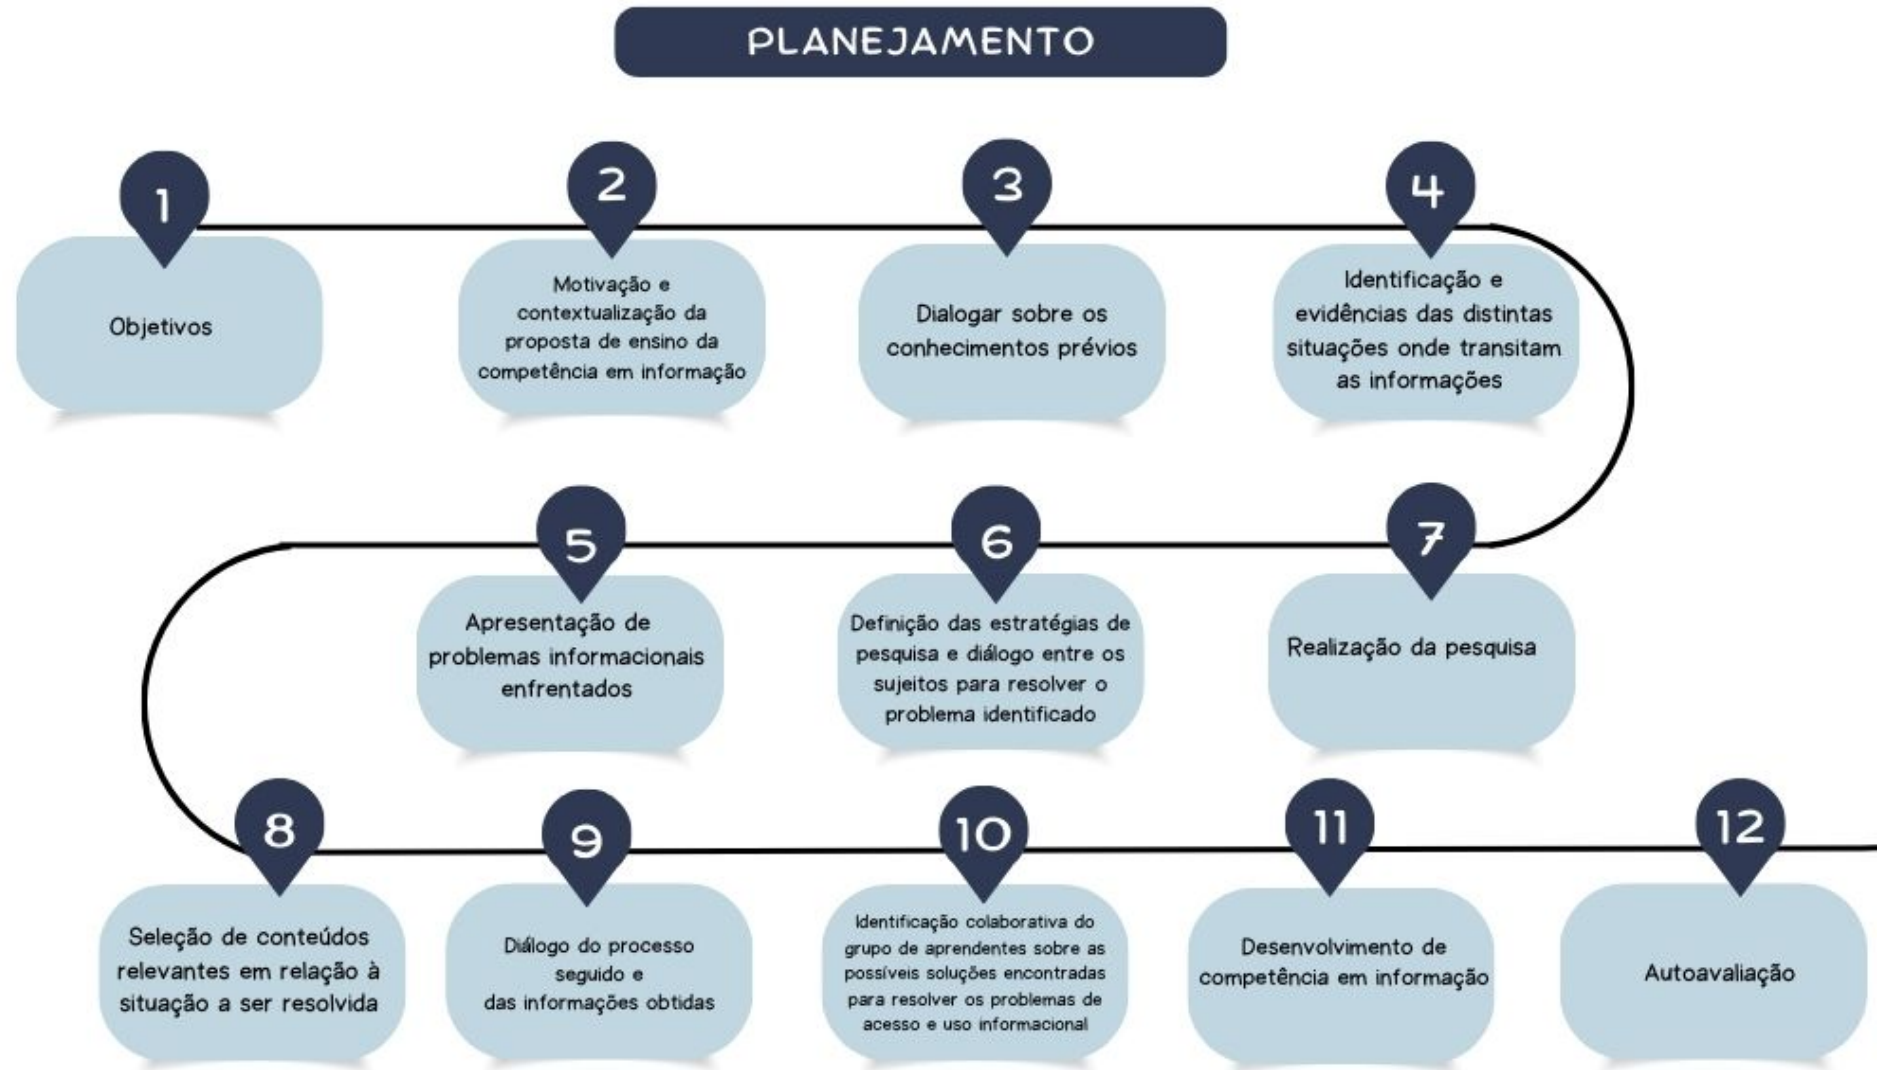 PLANEJAMENTO
1
Objetivos
2
Motivação e
contextualização da
proposta de ensino da
competência em informação
3
Dialogar sobre os
conhecimentos prévios
4
Identificação e
evidências das distintas
situações onde transitam
as informações
5
Apresentação de
problemas informacionais
enfrentados
6
Definição das estratégias de
pesquisa e diálogo entre os
sujeitos para resolver o
problema identificado
7
Realização da pesquisa
8
Seleção de conteúdos
relevantes em relação à
situação a ser resolvida
9
Diálogo do processo
seguido e
das informações obtidas
10
Identificação colaborativa do
grupo de aprendentes sobre as
possíveis soluções encontradas
para resolver os problemas de
acesso e uso informacional
11
Desenvolvimento de
competência em informação
12
Autoavaliação